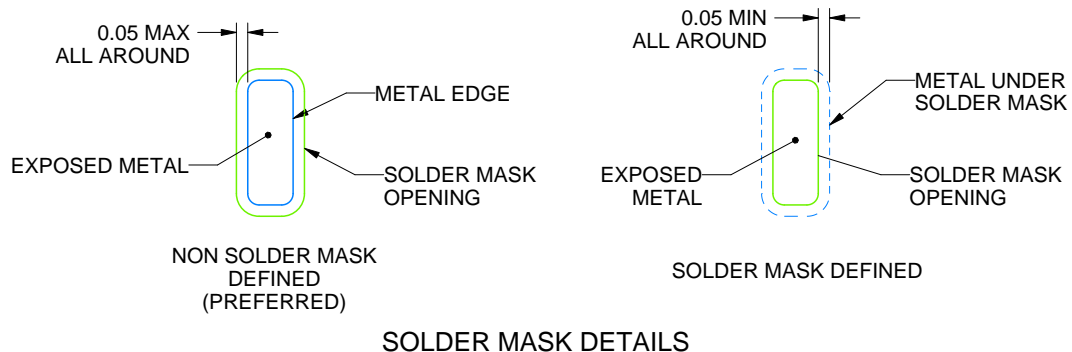 0.05 MAX
ALL AROUND
METAL EDGE
EXPOSED METAL
SOLDER MASK
OPENING
NON SOLDER MASK
DEFINED
(PREFERRED)
0.05 MIN
ALL AROUND
METAL UNDER
SOLDER MASK
EXPOSED
METAL
SOLDER MASK
OPENING
SOLDER MASK DEFINED
SOLDER MASK DETAILS